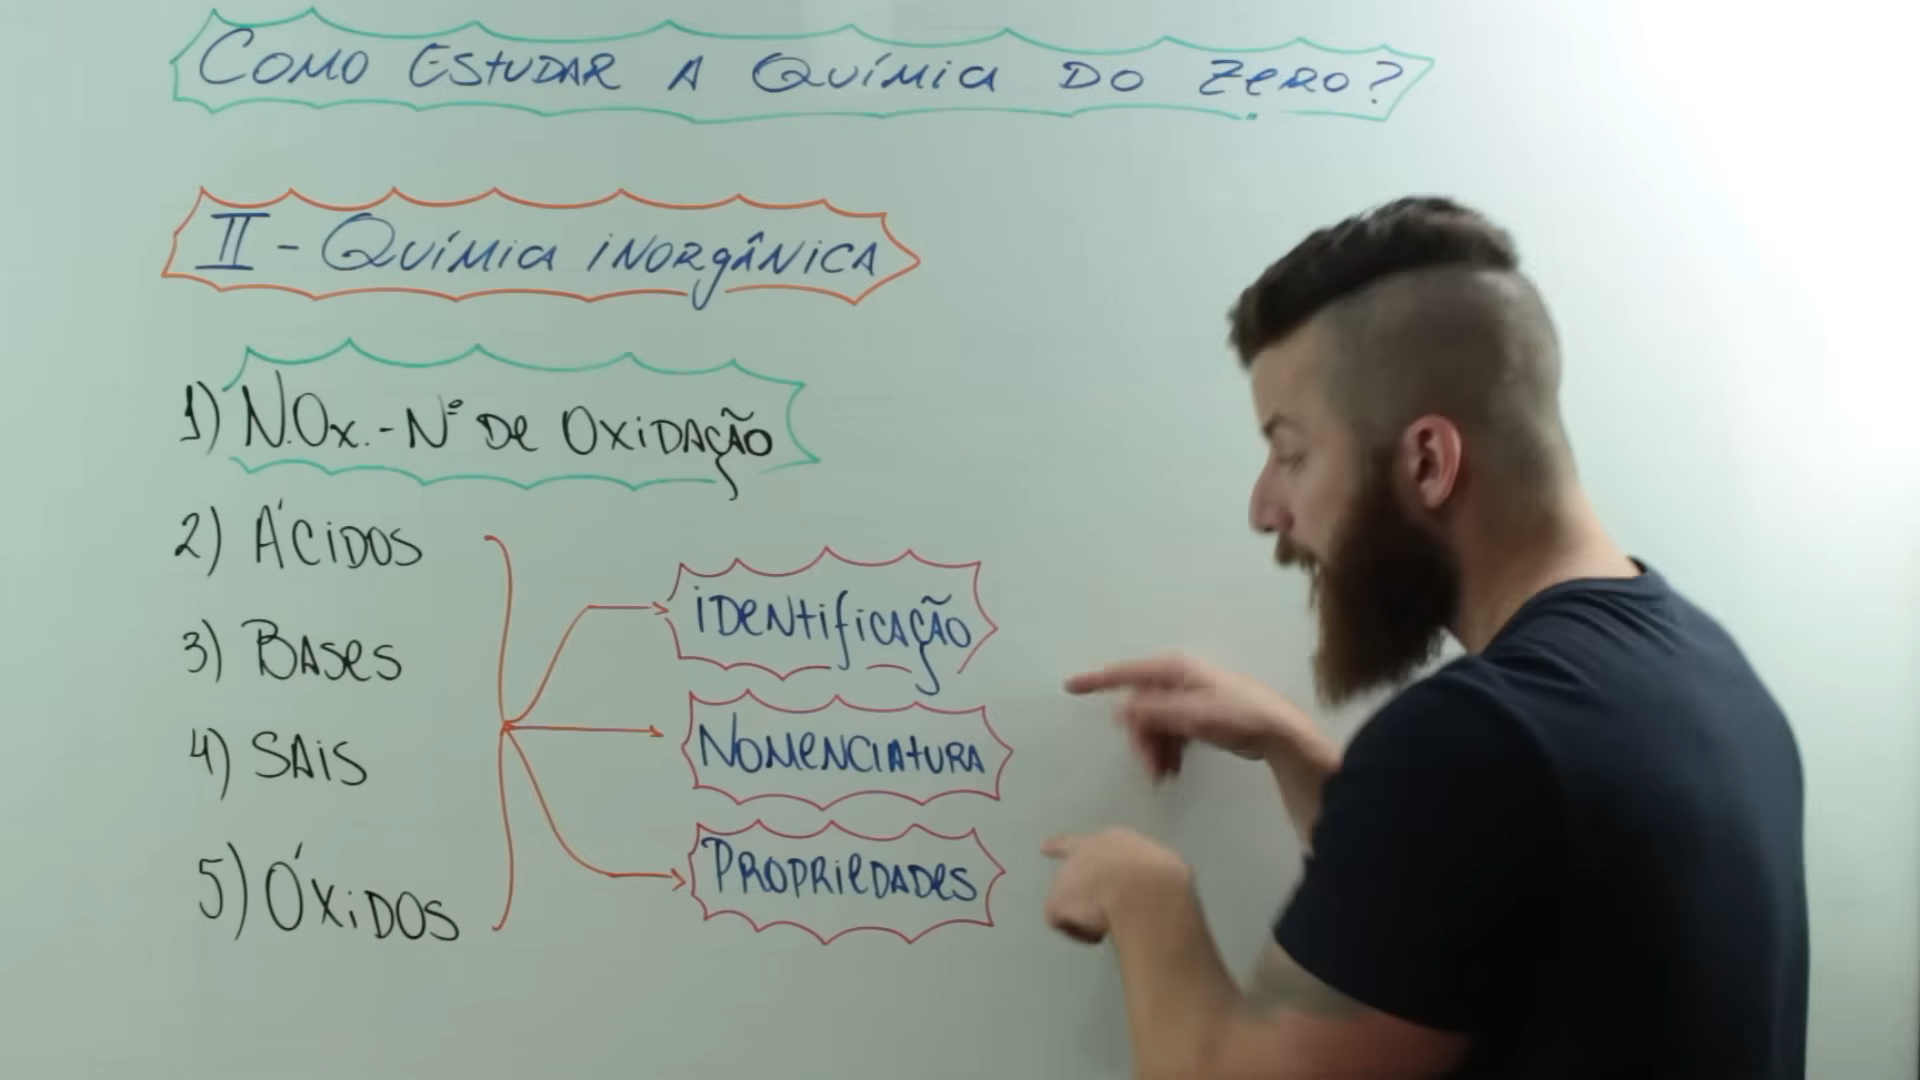 COMO ESTUDAR A QUÍMICA DO ZERO?
II - QUÍMICA INORGÂNICA
1) N.Ox. - Nº DE OXIDAÇÃO
2) ÁCIDOS
3) BASES
4) SAIS
5) ÓXIDOS
IDENTIFICAÇÃO
NOMENCLATURA
PROPRIEDADES